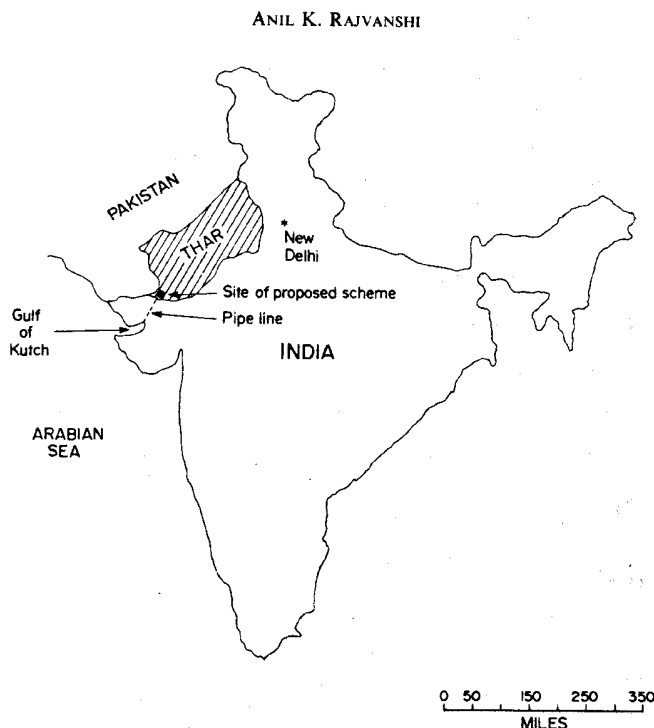 ANIL K. RAJVANSHI
PAKISTAN
THAR
*
New
Delhi
Site of proposed scheme
Pipe line
Gulf
of
Kutch
INDIA
ARABIAN
SEA
0 50 150 250 350
MILES